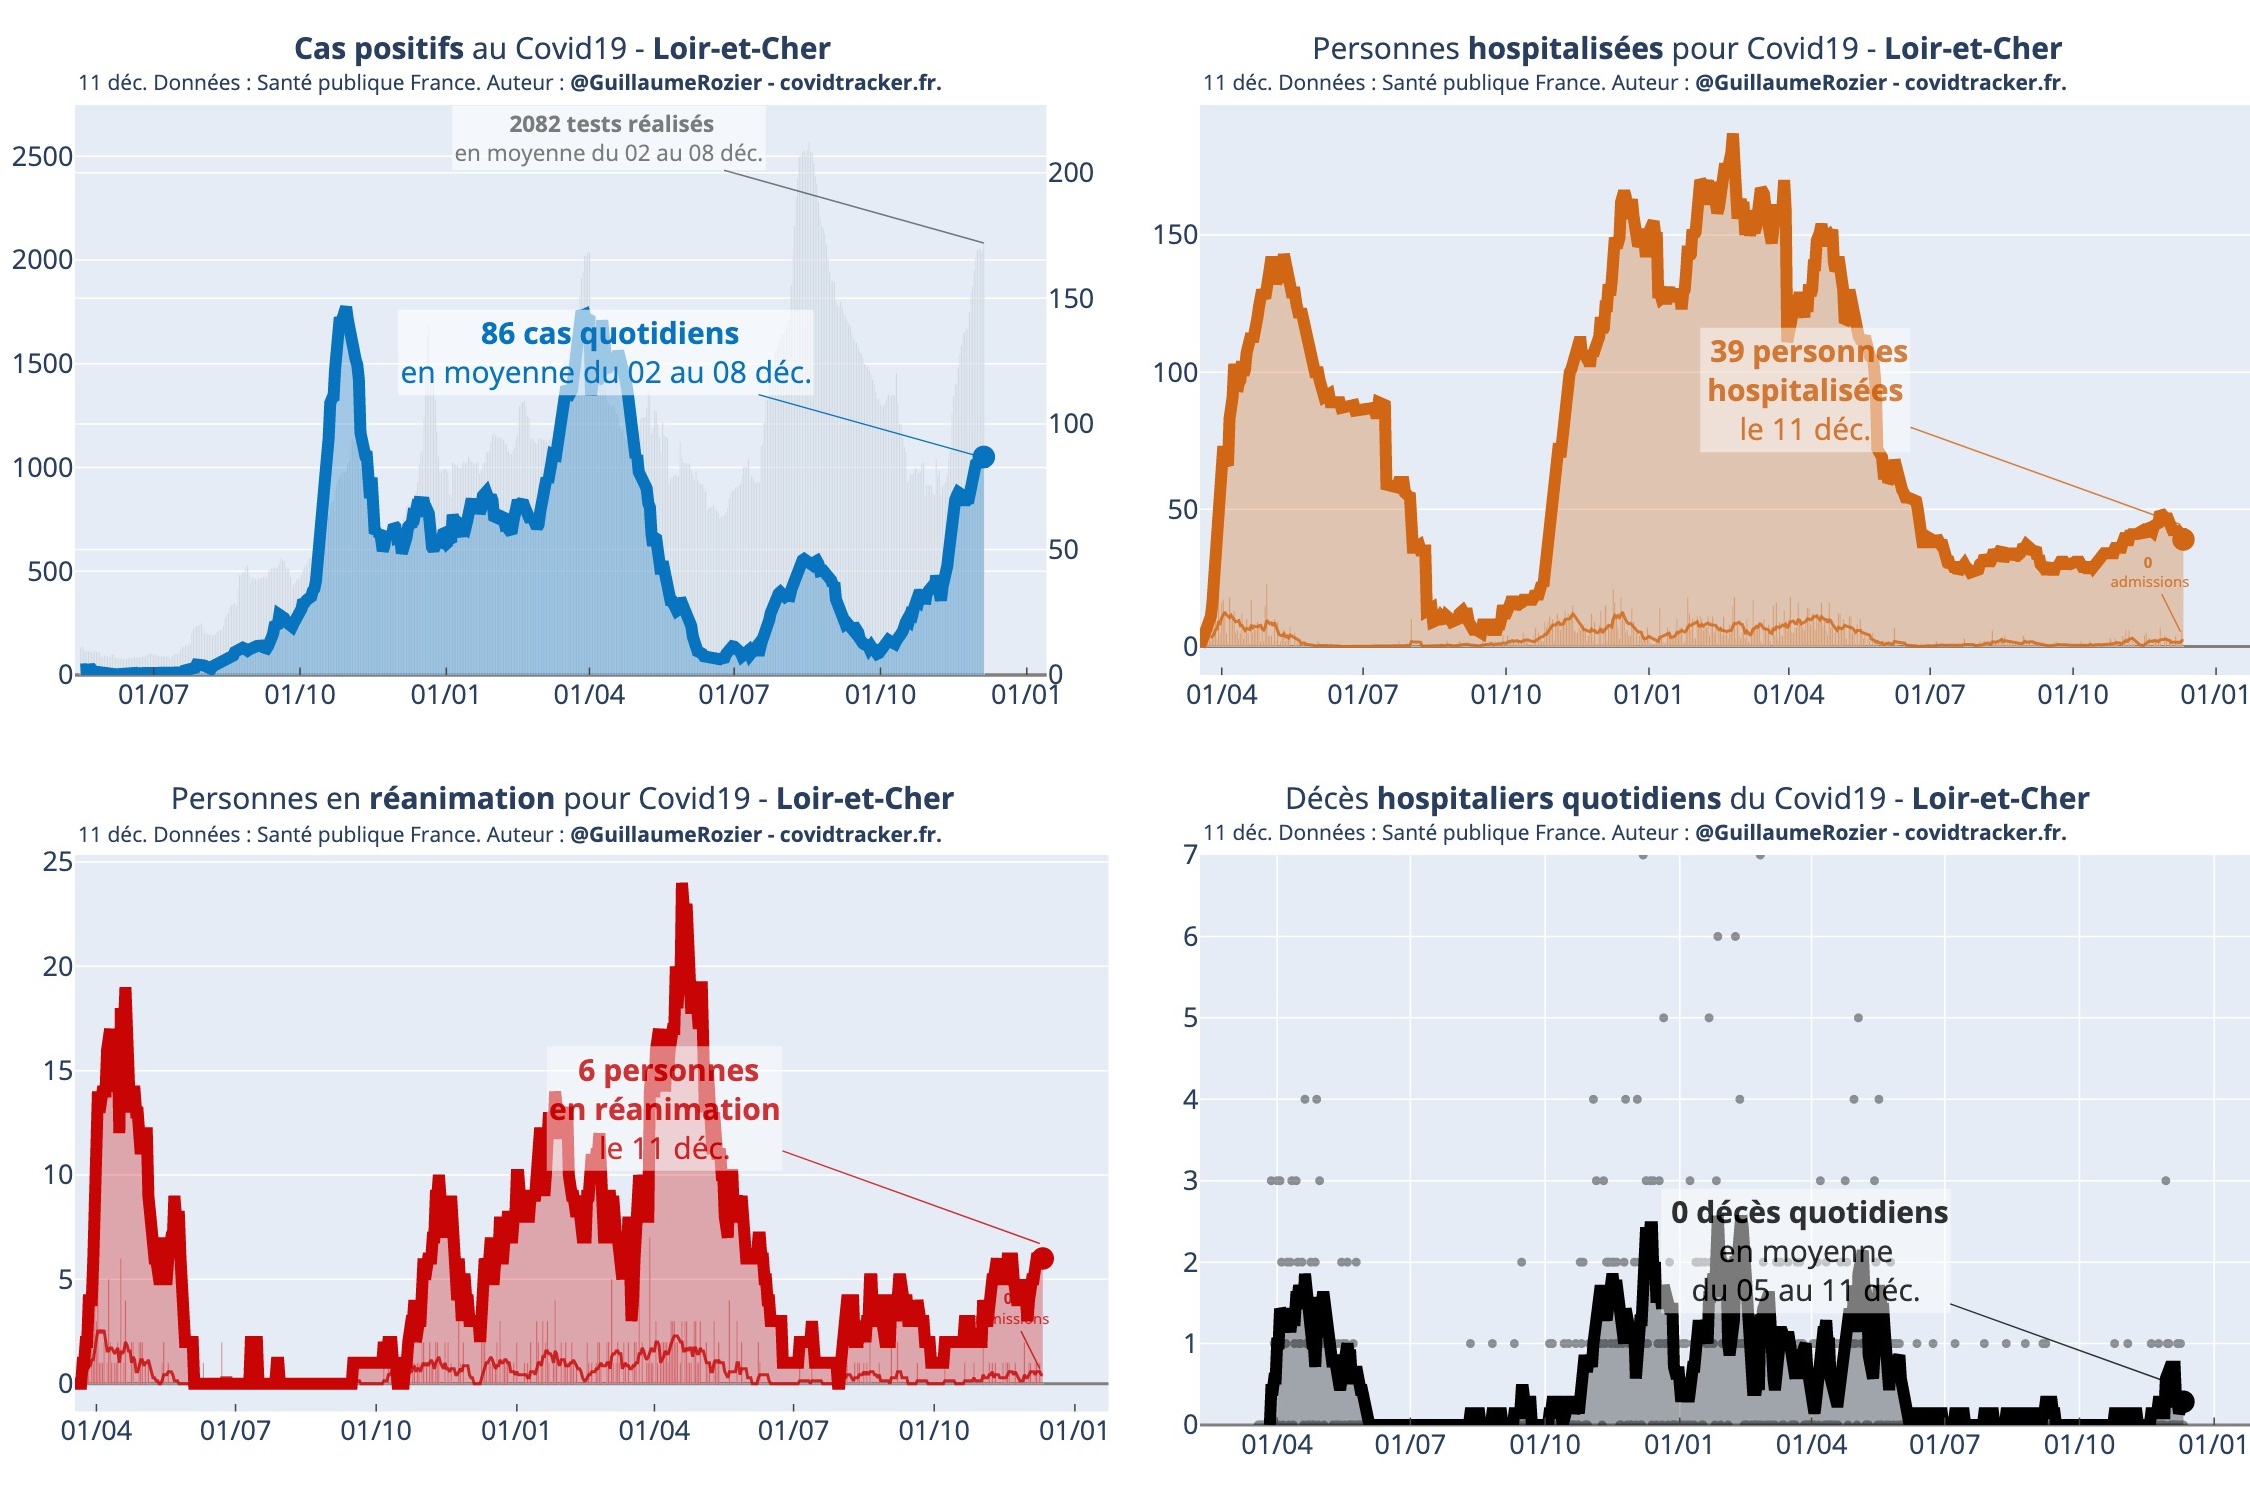 Cas positifs au Covid19 - Loir-et-Cher
11 déc. Données : Santé publique France. Auteur : @GuillaumeRozier - covidtracker.fr.
2082 tests réalisés
en moyenne du 02 au 08 déc.
86 cas quotidiens
en moyenne du 02 au 08 déc.
2500
2000
1500
1000
500
0
200
150
100
50
0
01/07 01/10 01/01 01/04 01/07 01/10 01/01
Personnes hospitalisées pour Covid19 - Loir-et-Cher
11 déc. Données : Santé publique France. Auteur : @GuillaumeRozier - covidtracker.fr.
150
100
50
0
39 personnes
hospitalisées
le 11 déc.
0
admissions
01/04 01/07 01/10 01/01 01/04 01/07 01/10 01/01
Personnes en réanimation pour Covid19 - Loir-et-Cher
11 déc. Données : Santé publique France. Auteur : @GuillaumeRozier - covidtracker.fr.
25
20
15
10
5
0
6 personnes
en réanimation
le 11 déc.
01/04 01/07 01/10 01/01 01/04 01/07 01/10 01/01
Décès hospitaliers quotidiens du Covid19 - Loir-et-Cher
11 déc. Données : Santé publique France. Auteur : @GuillaumeRozier - covidtracker.fr.
7
6
5
4
3
2
1
0
0 décès quotidiens
en moyenne
du 05 au 11 déc.
01/04 01/07 01/10 01/01 01/04 01/07 01/10 01/01